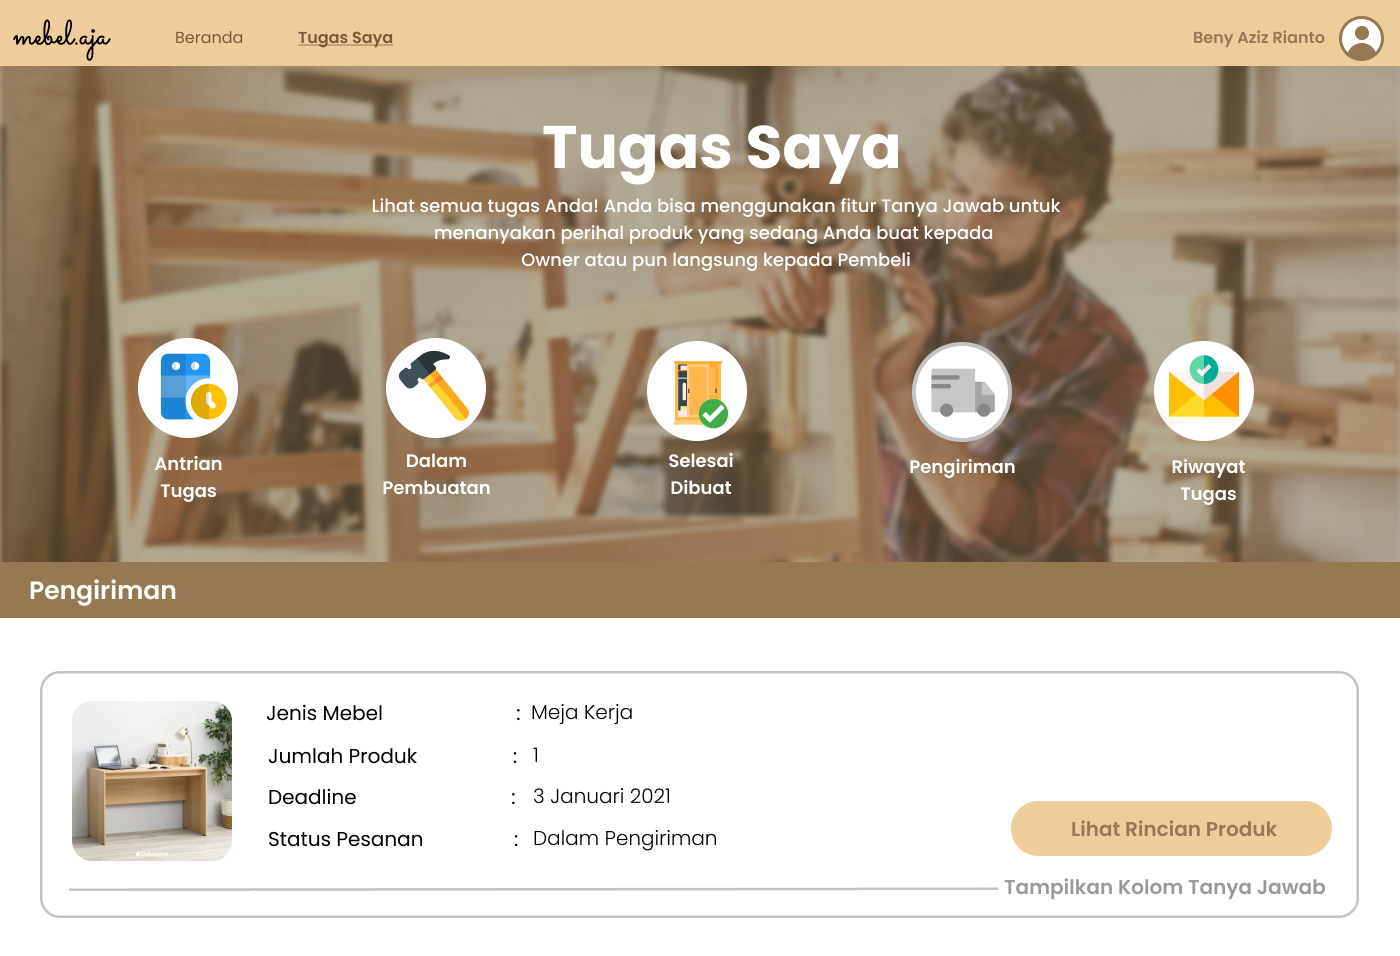 mebel.aja
Beranda
Tugas Saya
Beny Aziz Rianto
Tugas Saya
Lihat semua tugas Anda! Anda bisa menggunakan fitur Tanya Jawab untuk
menanyakan perihal produk yang sedang Anda buat kepada
Owner atau pun langsung kepada Pembeli
Antrian
Tugas
Dalam
Pembuatan
Selesai
Dibuat
Pengiriman
Riwayat
Tugas
Pengiriman
Jenis Mebel : Meja Kerja
Jumlah Produk : 1
Deadline : 3 Januari 2021
Status Pesanan : Dalam Pengiriman
Lihat Rincian Produk
Tampilkan Kolom Tanya Jawab